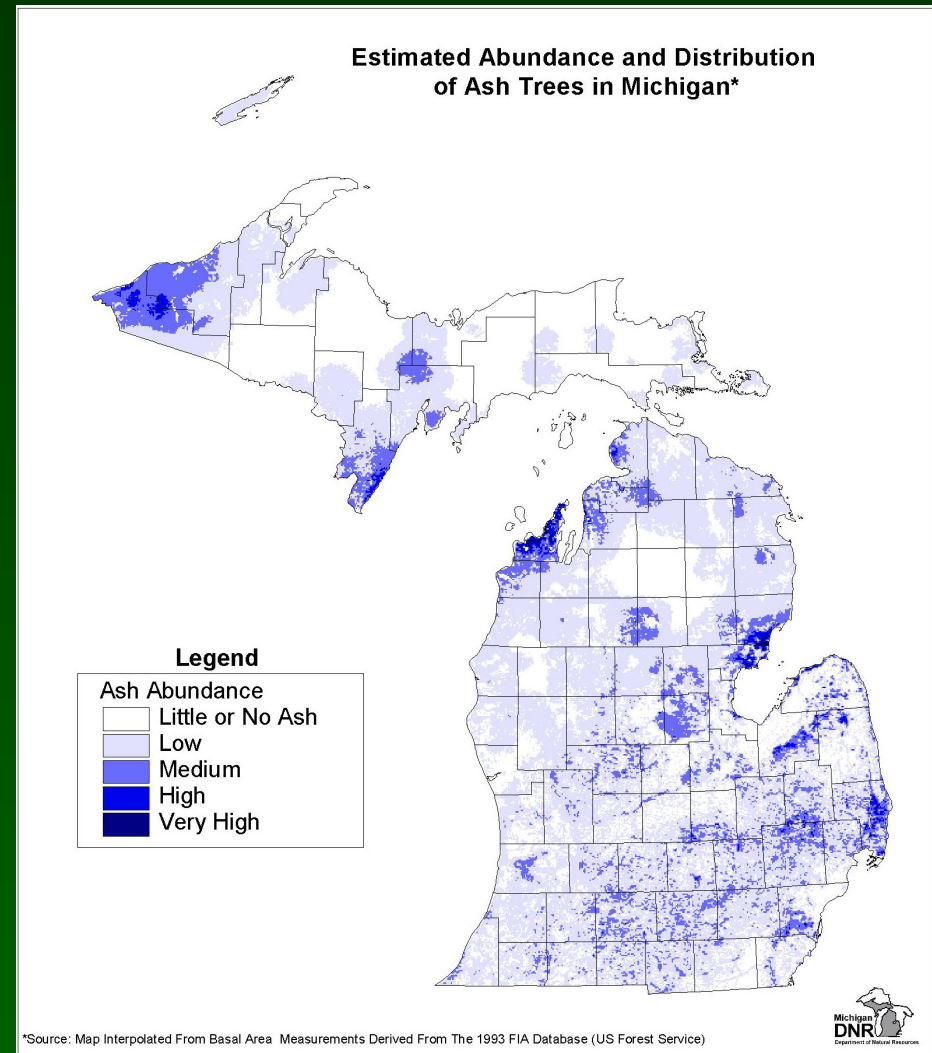 Estimated Abundance and Distribution
of Ash Trees in Michigan*
Legend
Ash Abundance
Little or No Ash
Low
Medium
High
Very High
*Source: Map Interpolated From Basal Area Measurements Derived From The 1993 FIA Database (US Forest Service)
Michigan
DNR
Department of Natural Resources